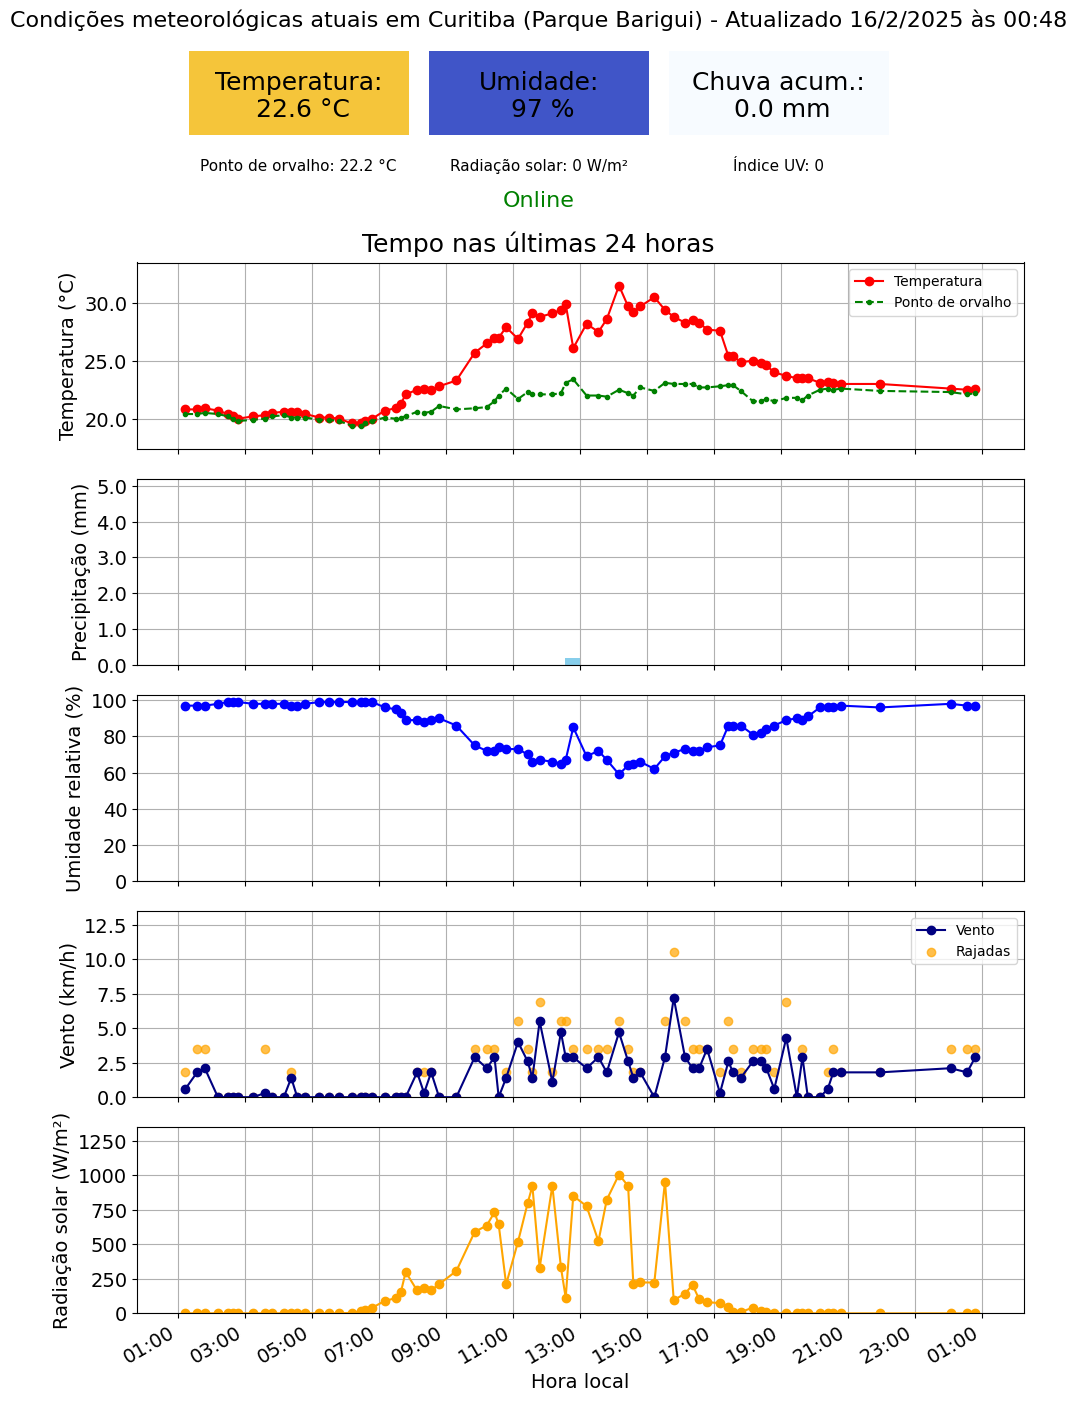 Condições meteorológicas atuais em Curitiba (Parque Barigui) - Atualizado 16/2/2025 às 00:48
Temperatura:
22.6 °C
Umidade:
97 %
Chuva acum.:
0.0 mm
Ponto de orvalho: 22.2 °C
Radiação solar: 0 W/m²
Índice UV: 0
Online
Tempo nas últimas 24 horas
Temperatura (°C)
30.0
25.0
20.0
Temperatura
Ponto de orvalho
Precipitação (mm)
5.0
4.0
3.0
2.0
1.0
0.0
Umidade relativa (%)
100
80
60
40
20
0
Vento (km/h)
12.5
10.0
7.5
5.0
2.5
0.0
Vento
Rajadas
Radiação solar (W/m²)
1250
1000
750
500
250
0
01:00
03:00
05:00
07:00
09:00
11:00
13:00
15:00
17:00
19:00
21:00
23:00
01:00
Hora local